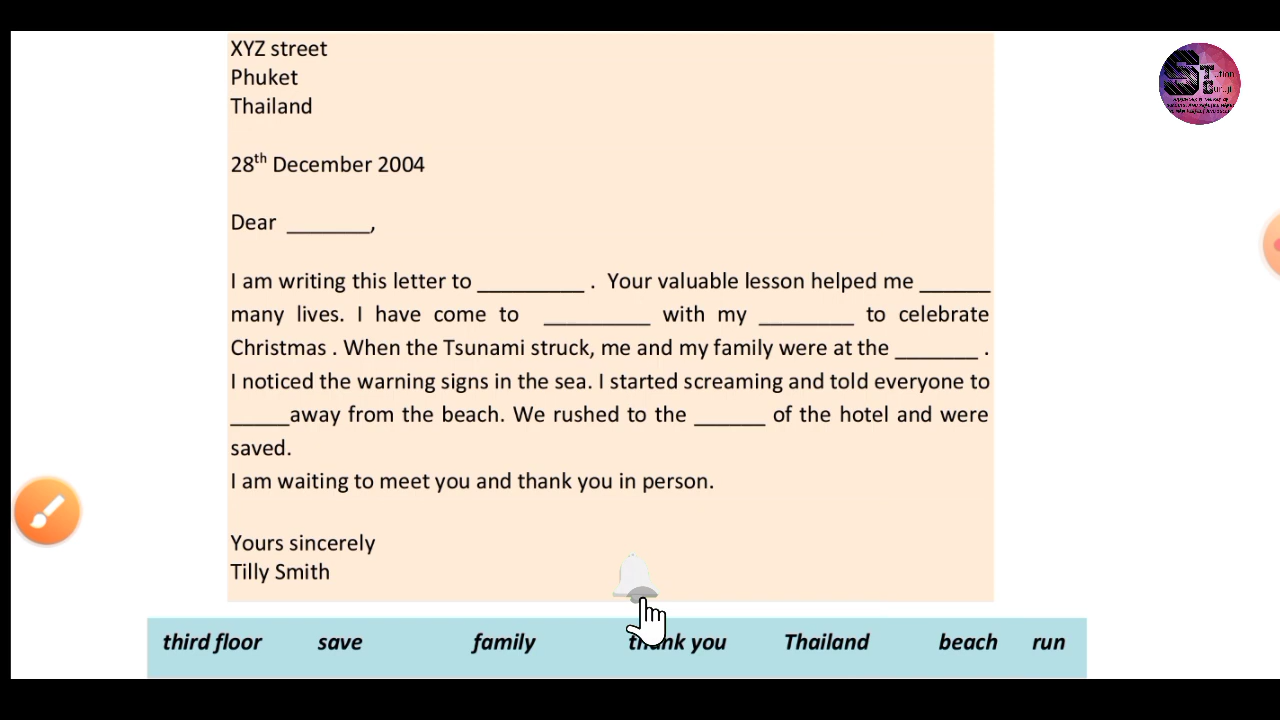 XYZ street
Phuket
Thailand
28th December 2004
Dear _______,
I am writing this letter to _________ . Your valuable lesson helped me ______
many lives. I have come to _________ with my ________ to celebrate
Christmas . When the Tsunami struck, me and my family were at the _______ .
I noticed the warning signs in the sea. I started screaming and told everyone to
_____away from the beach. We rushed to the ______ of the hotel and were
saved.
I am waiting to meet you and thank you in person.
Yours sincerely
Tilly Smith
third floor save family thank you Thailand beach run